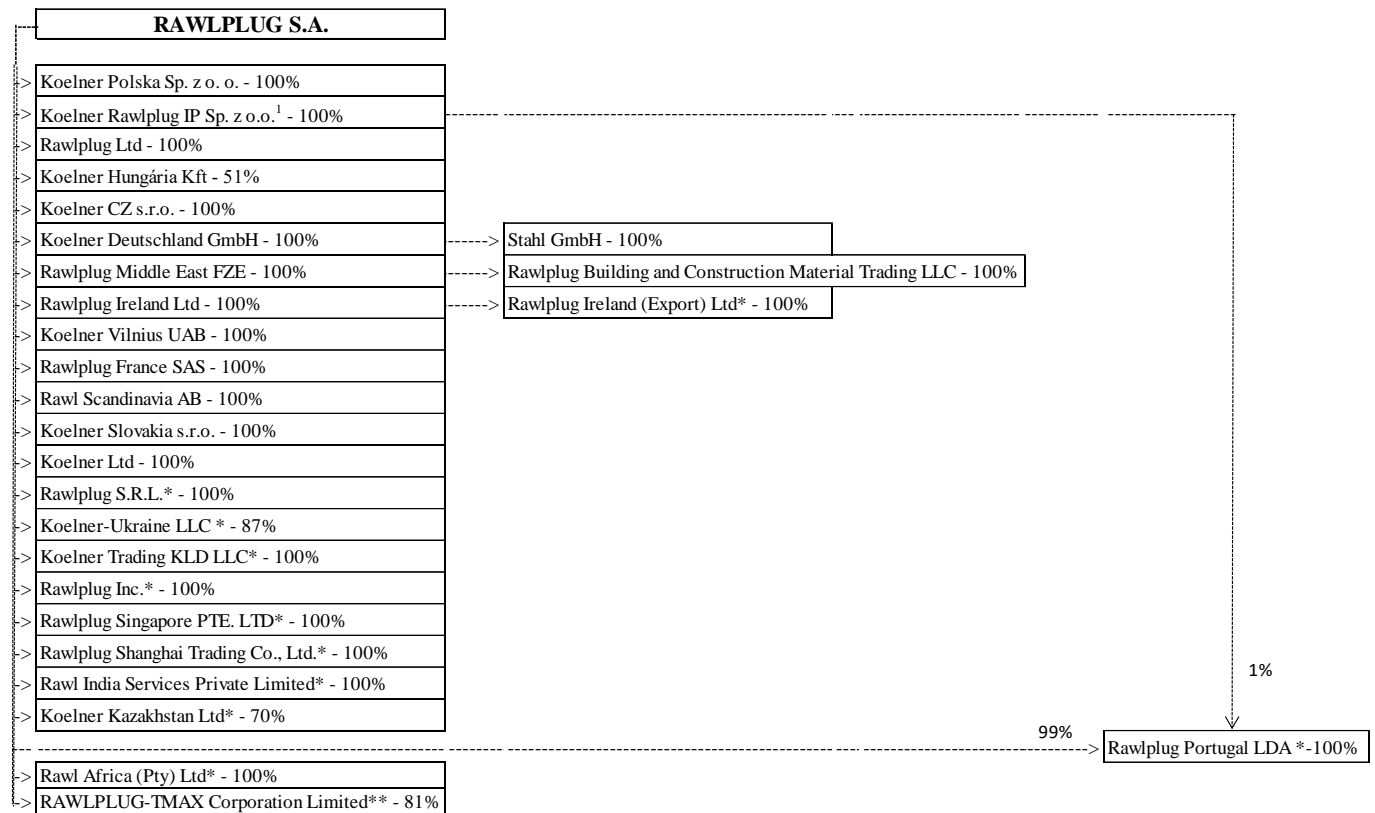 RAWLPLUG S.A.
Koelner Polska Sp. z o. o. - 100%
Koelner Rawlplug IP Sp. z o.o.¹ - 100%
Rawlplug Ltd - 100%
Koelner Hungária Kft - 51%
Koelner CZ s.r.o. - 100%
Koelner Deutschland GmbH - 100%
Stahl GmbH - 100%
Rawlplug Middle East FZE - 100%
Rawlplug Building and Construction Material Trading LLC - 100%
Rawlplug Ireland Ltd - 100%
Rawlplug Ireland (Export) Ltd* - 100%
Koelner Vilnius UAB - 100%
Rawlplug France SAS - 100%
Rawl Scandinavia AB - 100%
Koelner Slovakia s.r.o. - 100%
Koelner Ltd - 100%
Rawlplug S.R.L.* - 100%
Koelner-Ukraine LLC * - 87%
Koelner Trading KLD LLC* - 100%
Rawlplug Inc.* - 100%
Rawlplug Singapore PTE. LTD* - 100%
Rawlplug Shanghai Trading Co., Ltd.* - 100%
Rawl India Services Private Limited* - 100%
1%
Koelner Kazakhstan Ltd* - 70%
99%
Rawlplug Portugal LDA *-100%
Rawl Africa (Pty) Ltd* - 100%
RAWLPLUG-TMAX Corporation Limited** - 81%